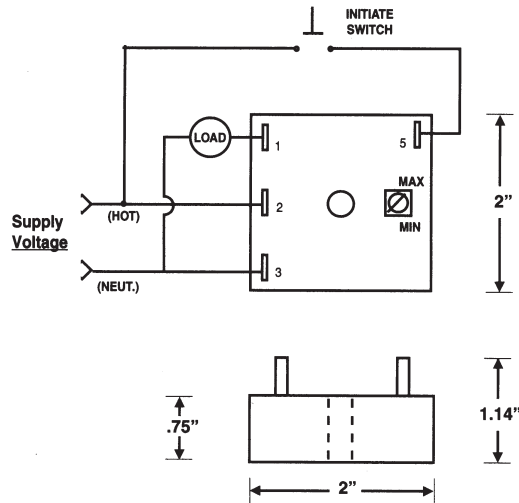 INITIATE
SWITCH
LOAD
1
5
MAX
2"
2
(HOT)
Supply
Voltage
MIN
3
(NEUT.)
.75"
1.14"
2"